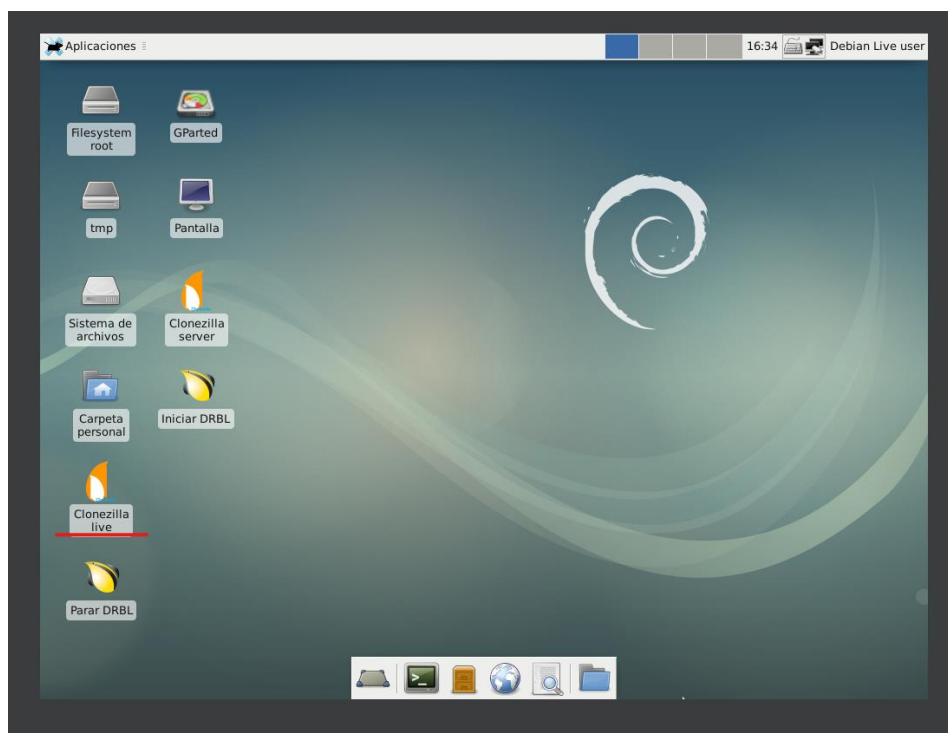 Aplicaciones
16:34
Debian Live user
Filesystem
root
GParted
tmp
Pantalla
Sistema de
archivos
Clonezilla
server
Carpeta
personal
Iniciar DRBL
Clonezilla
live
Parar DRBL